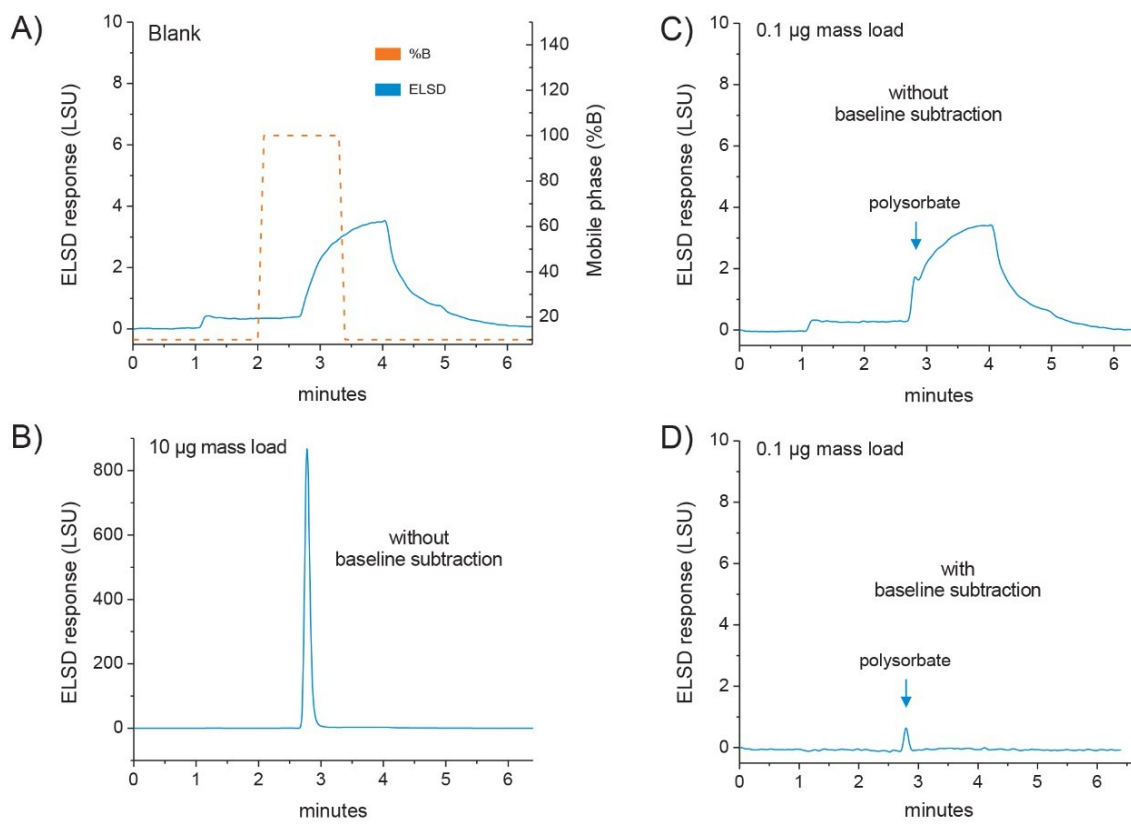 A)
Blank
%B
ELSD
10
8
6
4
2
0
ELSD response (LSU)
140
120
100
80
60
40
20
Mobile phase (%B)
0 1 2 3 4 5 6
minutes
B)
10 µg mass load
without
baseline subtraction
800
600
400
200
0
ELSD response (LSU)
0 1 2 3 4 5 6
minutes
C)
0.1 µg mass load
without
baseline subtraction
polysorbate
10
8
6
4
2
0
ELSD response (LSU)
0 1 2 3 4 5 6
minutes
D)
0.1 µg mass load
with
baseline subtraction
polysorbate
10
8
6
4
2
0
ELSD response (LSU)
0 1 2 3 4 5 6
minutes